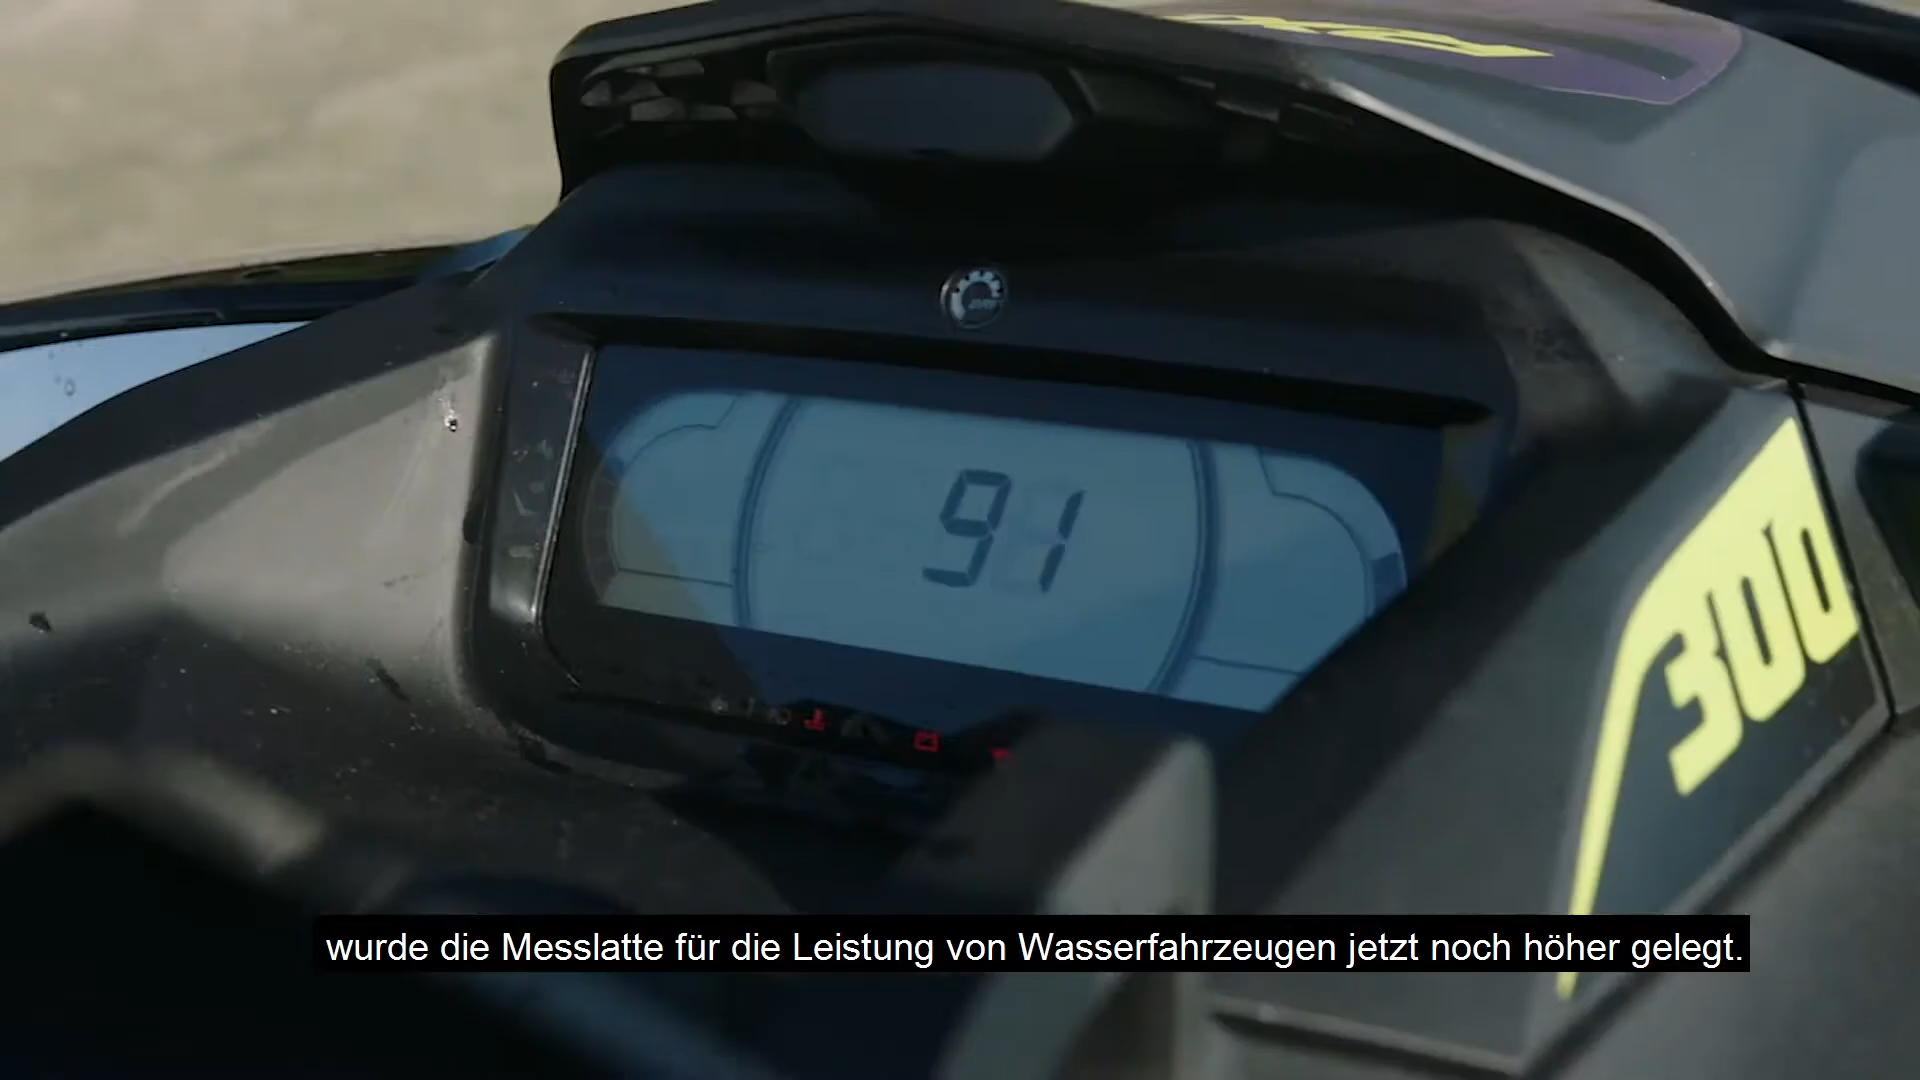 91
300
wurde die Messlatte für die Leistung von Wasserfahrzeugen jetzt noch höher gelegt.